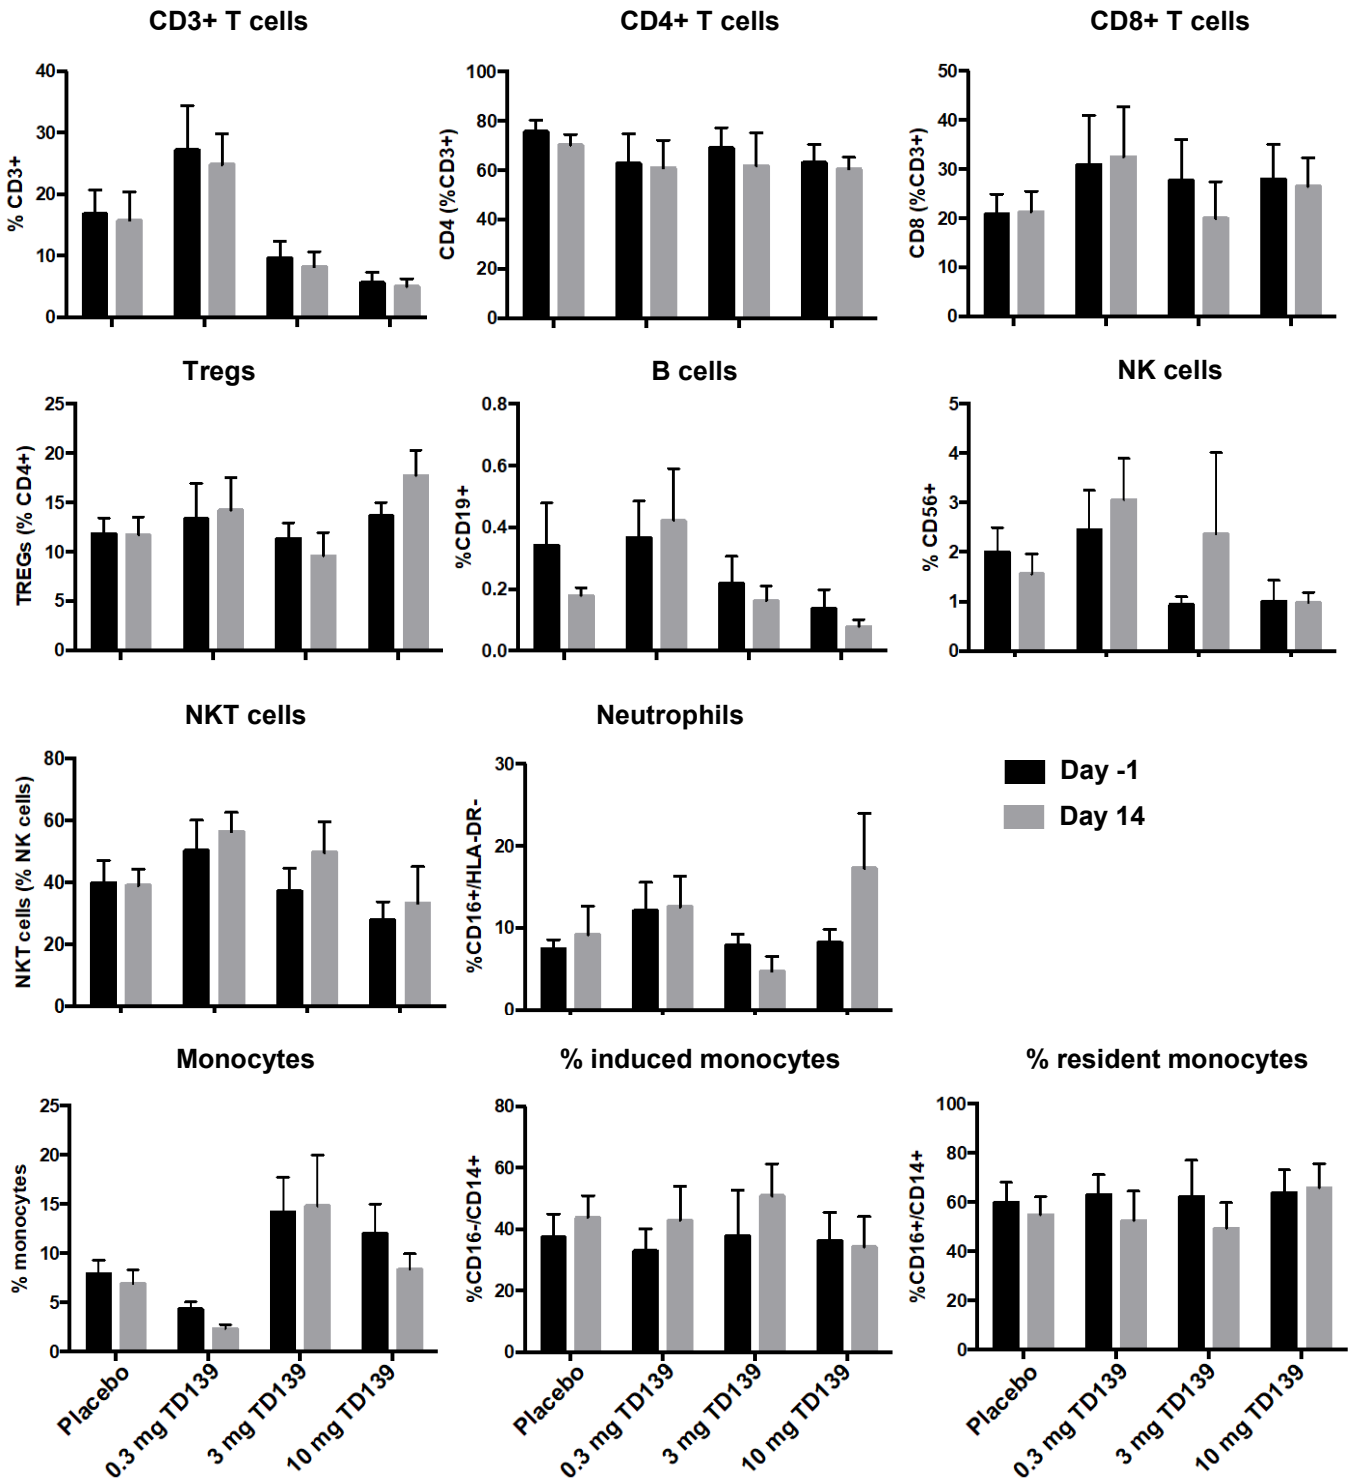 CD3+ T cells
CD4+ T cells
CD8+ T cells
% CD3+
40
30
20
10
0
CD4 (%CD3+)
100
80
60
40
20
0
CD8 (%CD3+)
50
40
30
20
10
0
Tregs
B cells
NK cells
TREGs (% CD4+)
25
20
15
10
5
0
%CD19+
0.8
0.6
0.4
0.2
0.0
% CD56+
5
4
3
2
1
0
NKT cells
Neutrophils
NKT cells (% NK cells)
80
60
40
20
0
%CD16+/HLA-DR-
30
20
10
0
Day -1
Day 14
Monocytes
% induced monocytes
% resident monocytes
% monocytes
25
20
15
10
5
0
%CD16-/CD14+
80
60
40
20
0
%CD16+/CD14+
100
80
60
40
20
0
Placebo
0.3 mg TD139
3 mg TD139
10 mg TD139
Placebo
0.3 mg TD139
3 mg TD139
10 mg TD139
Placebo
0.3 mg TD139
3 mg TD139
10 mg TD139